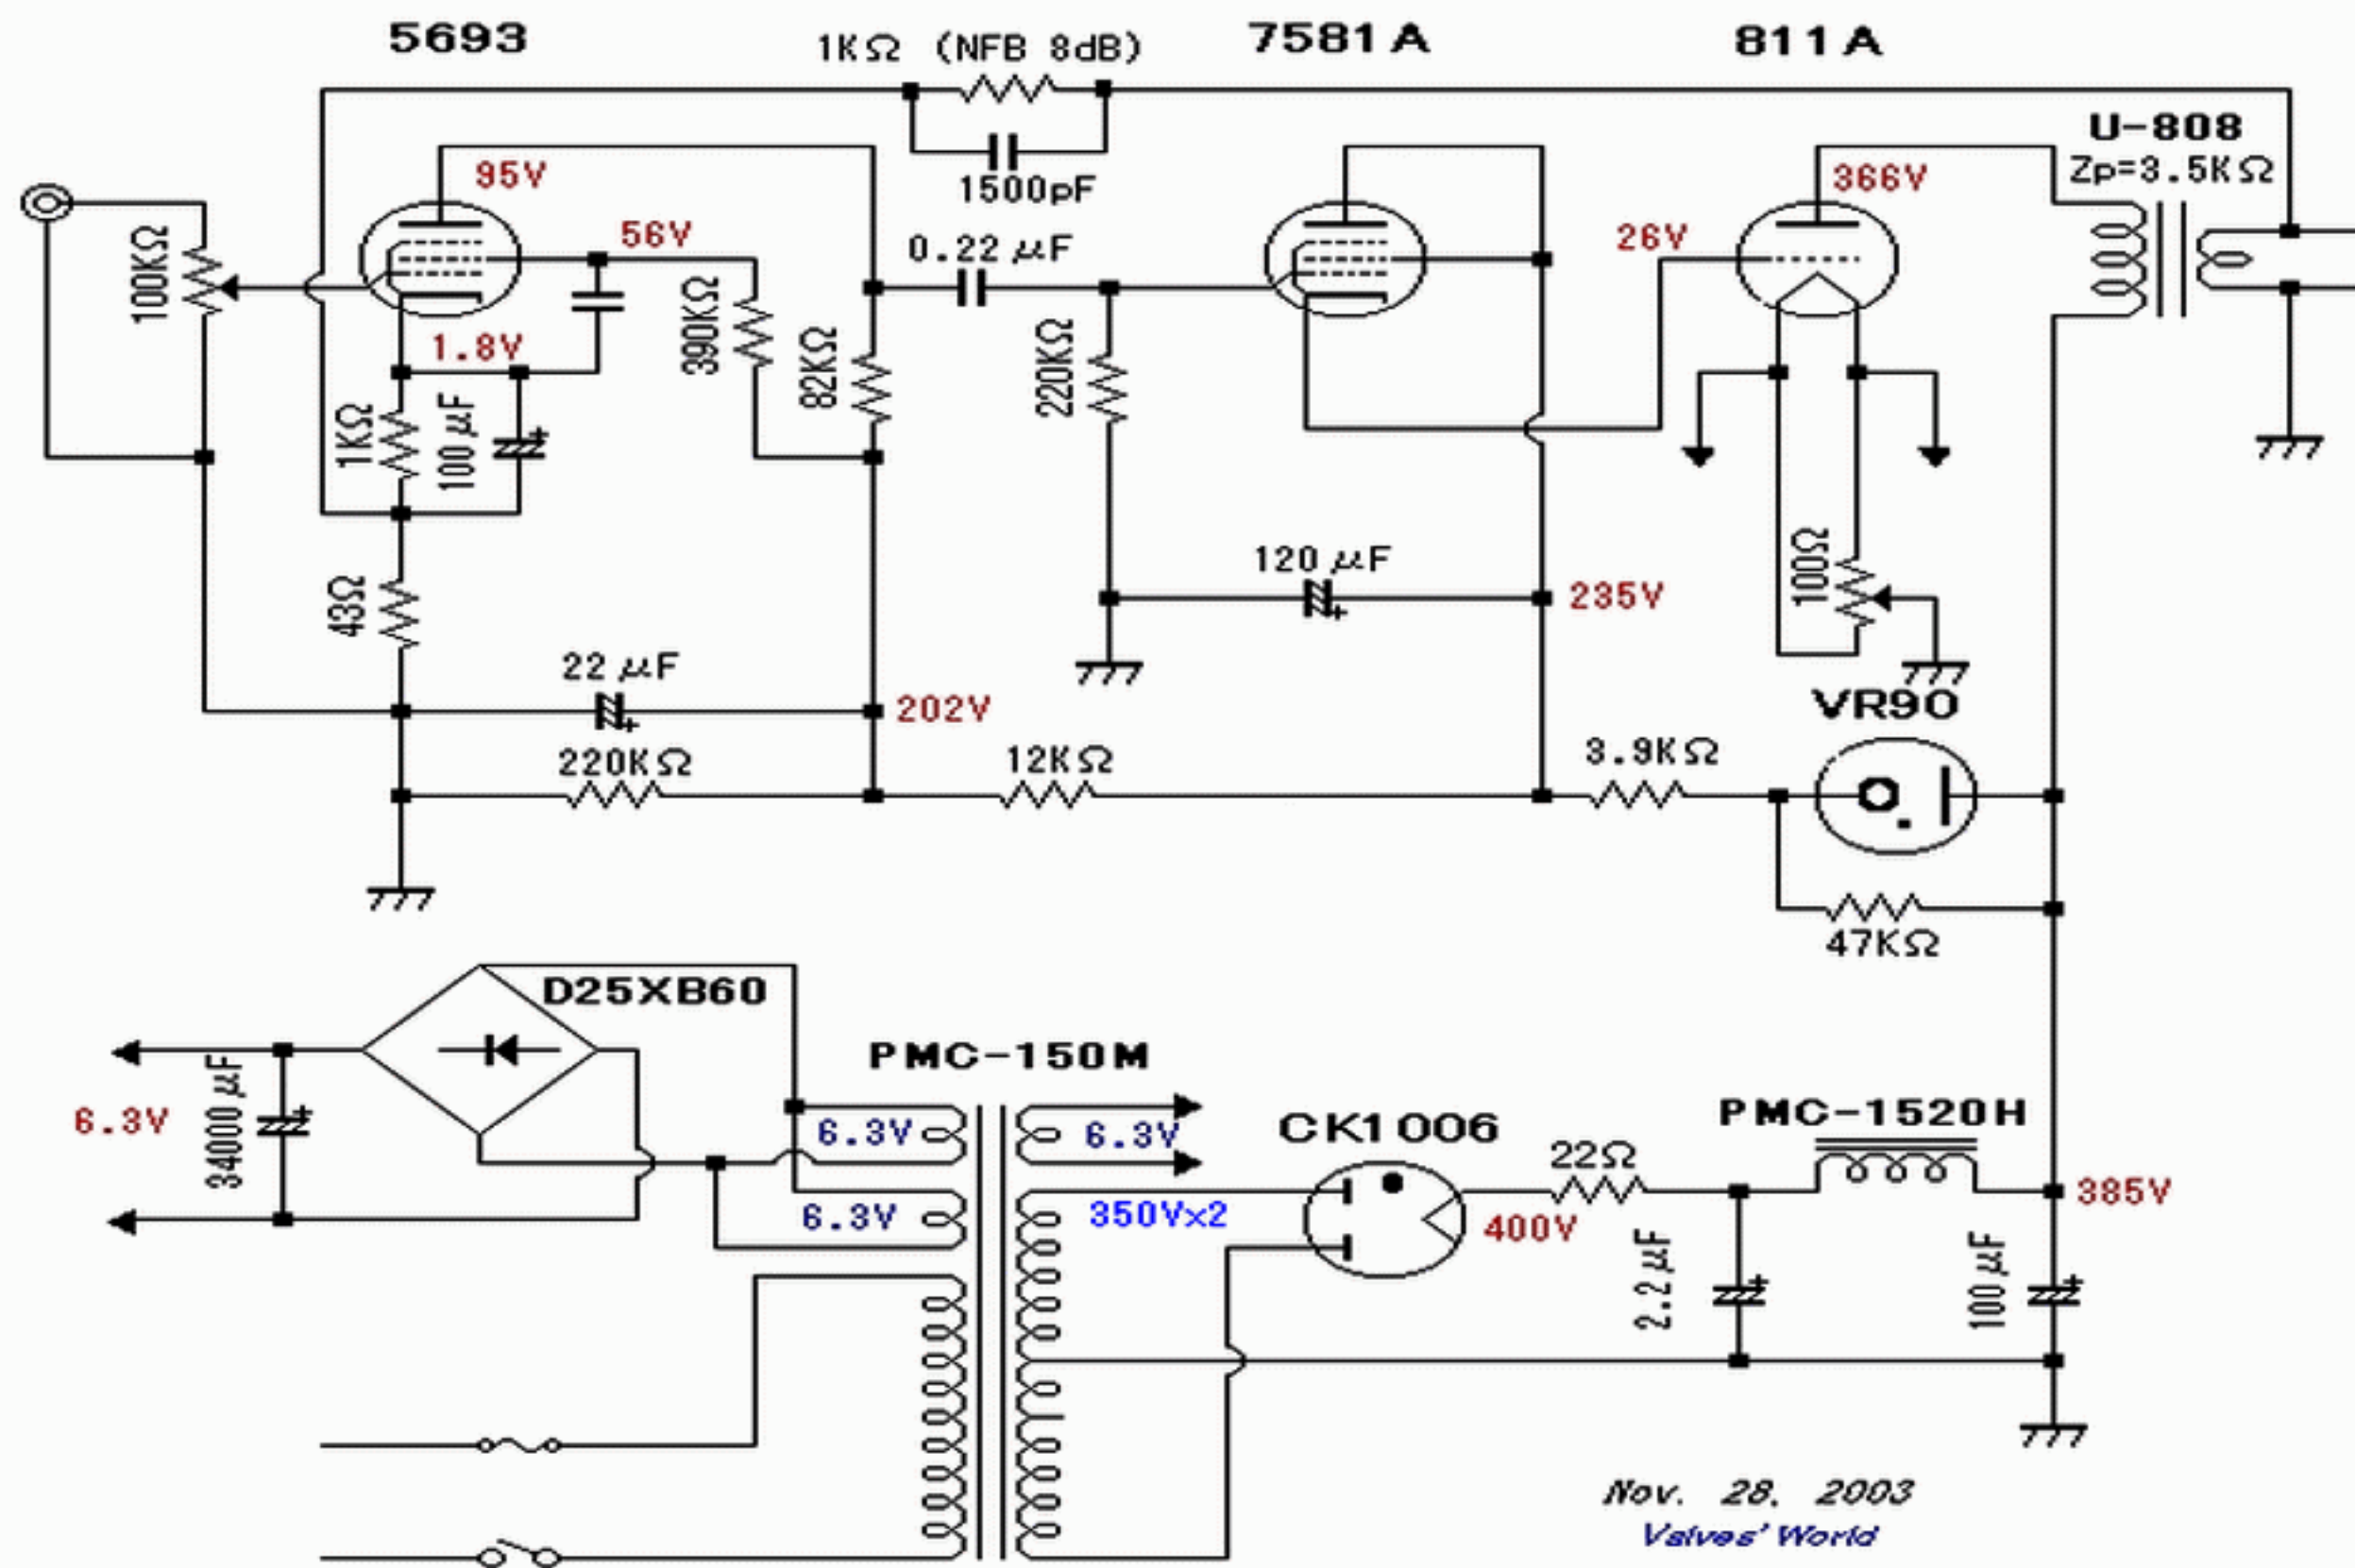 5693
1KΩ (NFB 8dB)
7581A
811A
U-808
Zp=3.5KΩ
95V
1500pF
366V
56V
0.22μF
26V
100KΩ
390KΩ
82KΩ
220KΩ
1.8V
1KΩ
100μF
43Ω
120μF
235V
100Ω
22μF
202V
VR90
220KΩ
12KΩ
3.9KΩ
47KΩ
D25XB60
PMC-150M
34000μF
6.3V
6.3V
6.3V
CK1006
PMC-1520H
22Ω
6.3V
350Vx2
400V
385V
2.2μF
100μF
Nov. 28, 2003
Valves' World